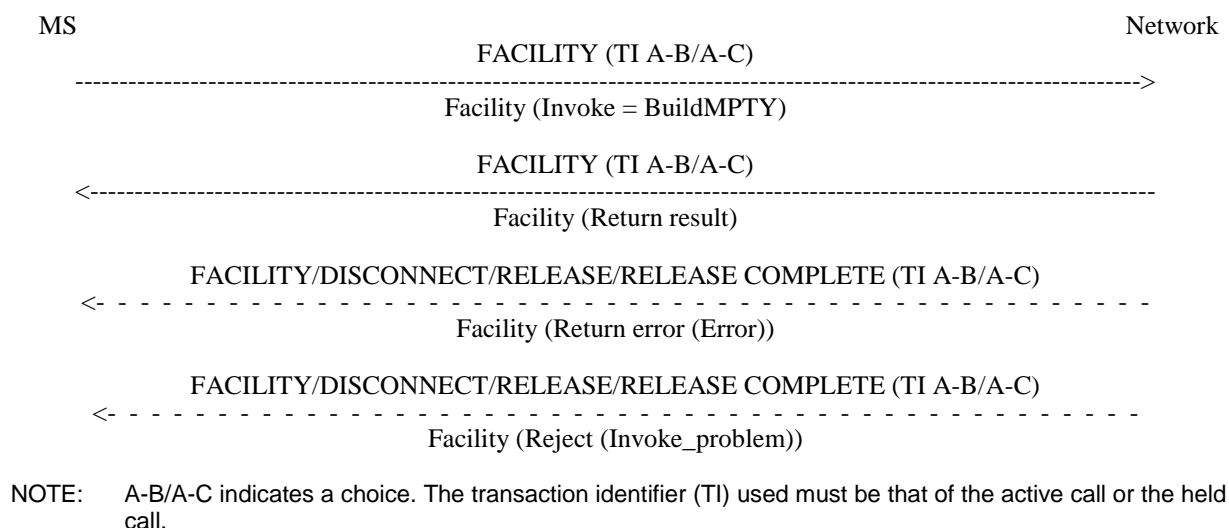 MS Network
FACILITY (TI A-B/A-C)
------------------------------------------------------------------------------------------------------------------------>
Facility (Invoke = BuildMPTY)
FACILITY (TI A-B/A-C)
<------------------------------------------------------------------------------------------------------------------------
Facility (Return result)
FACILITY/DISCONNECT/RELEASE/RELEASE COMPLETE (TI A-B/A-C)
<- - - - - - - - - - - - - - - - - - - - - - - - - - - - - - - - - - - -
Facility (Return error (Error))
FACILITY/DISCONNECT/RELEASE/RELEASE COMPLETE (TI A-B/A-C)
<- - - - - - - - - - - - - - - - - - - - - - - - - - - - - - - - - - -
Facility (Reject (Invoke_problem))
NOTE: A-B/A-C indicates a choice. The transaction identifier (TI) used must be that of the active call or the held
call.